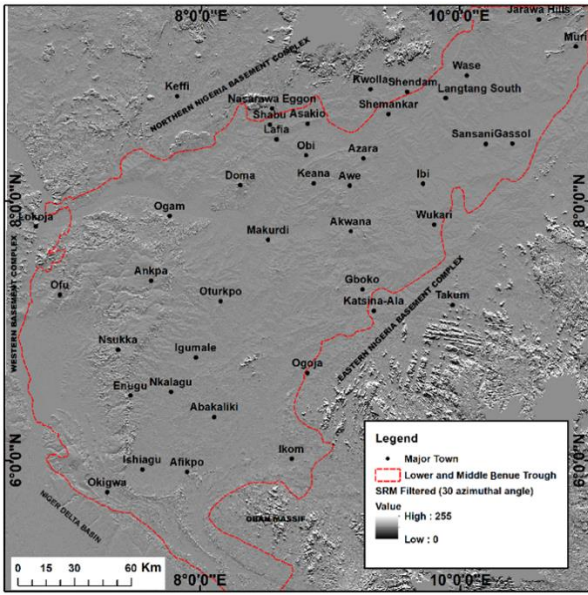 8°0'0"E
10°0'0"E
Jarawa Hills
Muri
Wase
Kwolla
Shendam
Langtang South
Keffi
NORTHERN NIGERIA BASEMENT COMPLEX
Nasarawa Eggon
Shemankar
Shabu
Asakio
Lafia
Sansani
Gassol
Obi
Azara
Doma
Keana
Awe
Ibi
8°0'0"N
8°0'0"N
Lokoja
Ogam
Akwana
Wukari
Makurdi
WESTERN BASEMENT COMPLEX
Ankpa
Ofu
Oturkpo
Gboko
Katsina-Ala
Takum
EASTERN NIGERIA BASEMENT COMPLEX
Nsukka
Igumale
Ogoja
Enugu
Nkalagu
Abakaliki
Ikom
6°0'0"N
6°0'0"N
Ishiagu
Afikpo
Okigwa
NIGER DELTA BASIN
OBAN MASSIF
Legend
Major Town
Lower and Middle Benue Trough
SRM Filtered (30 azimuthal angle)
Value
High : 255
Low : 0
0 15 30 60 Km
8°0'0"E
10°0'0"E